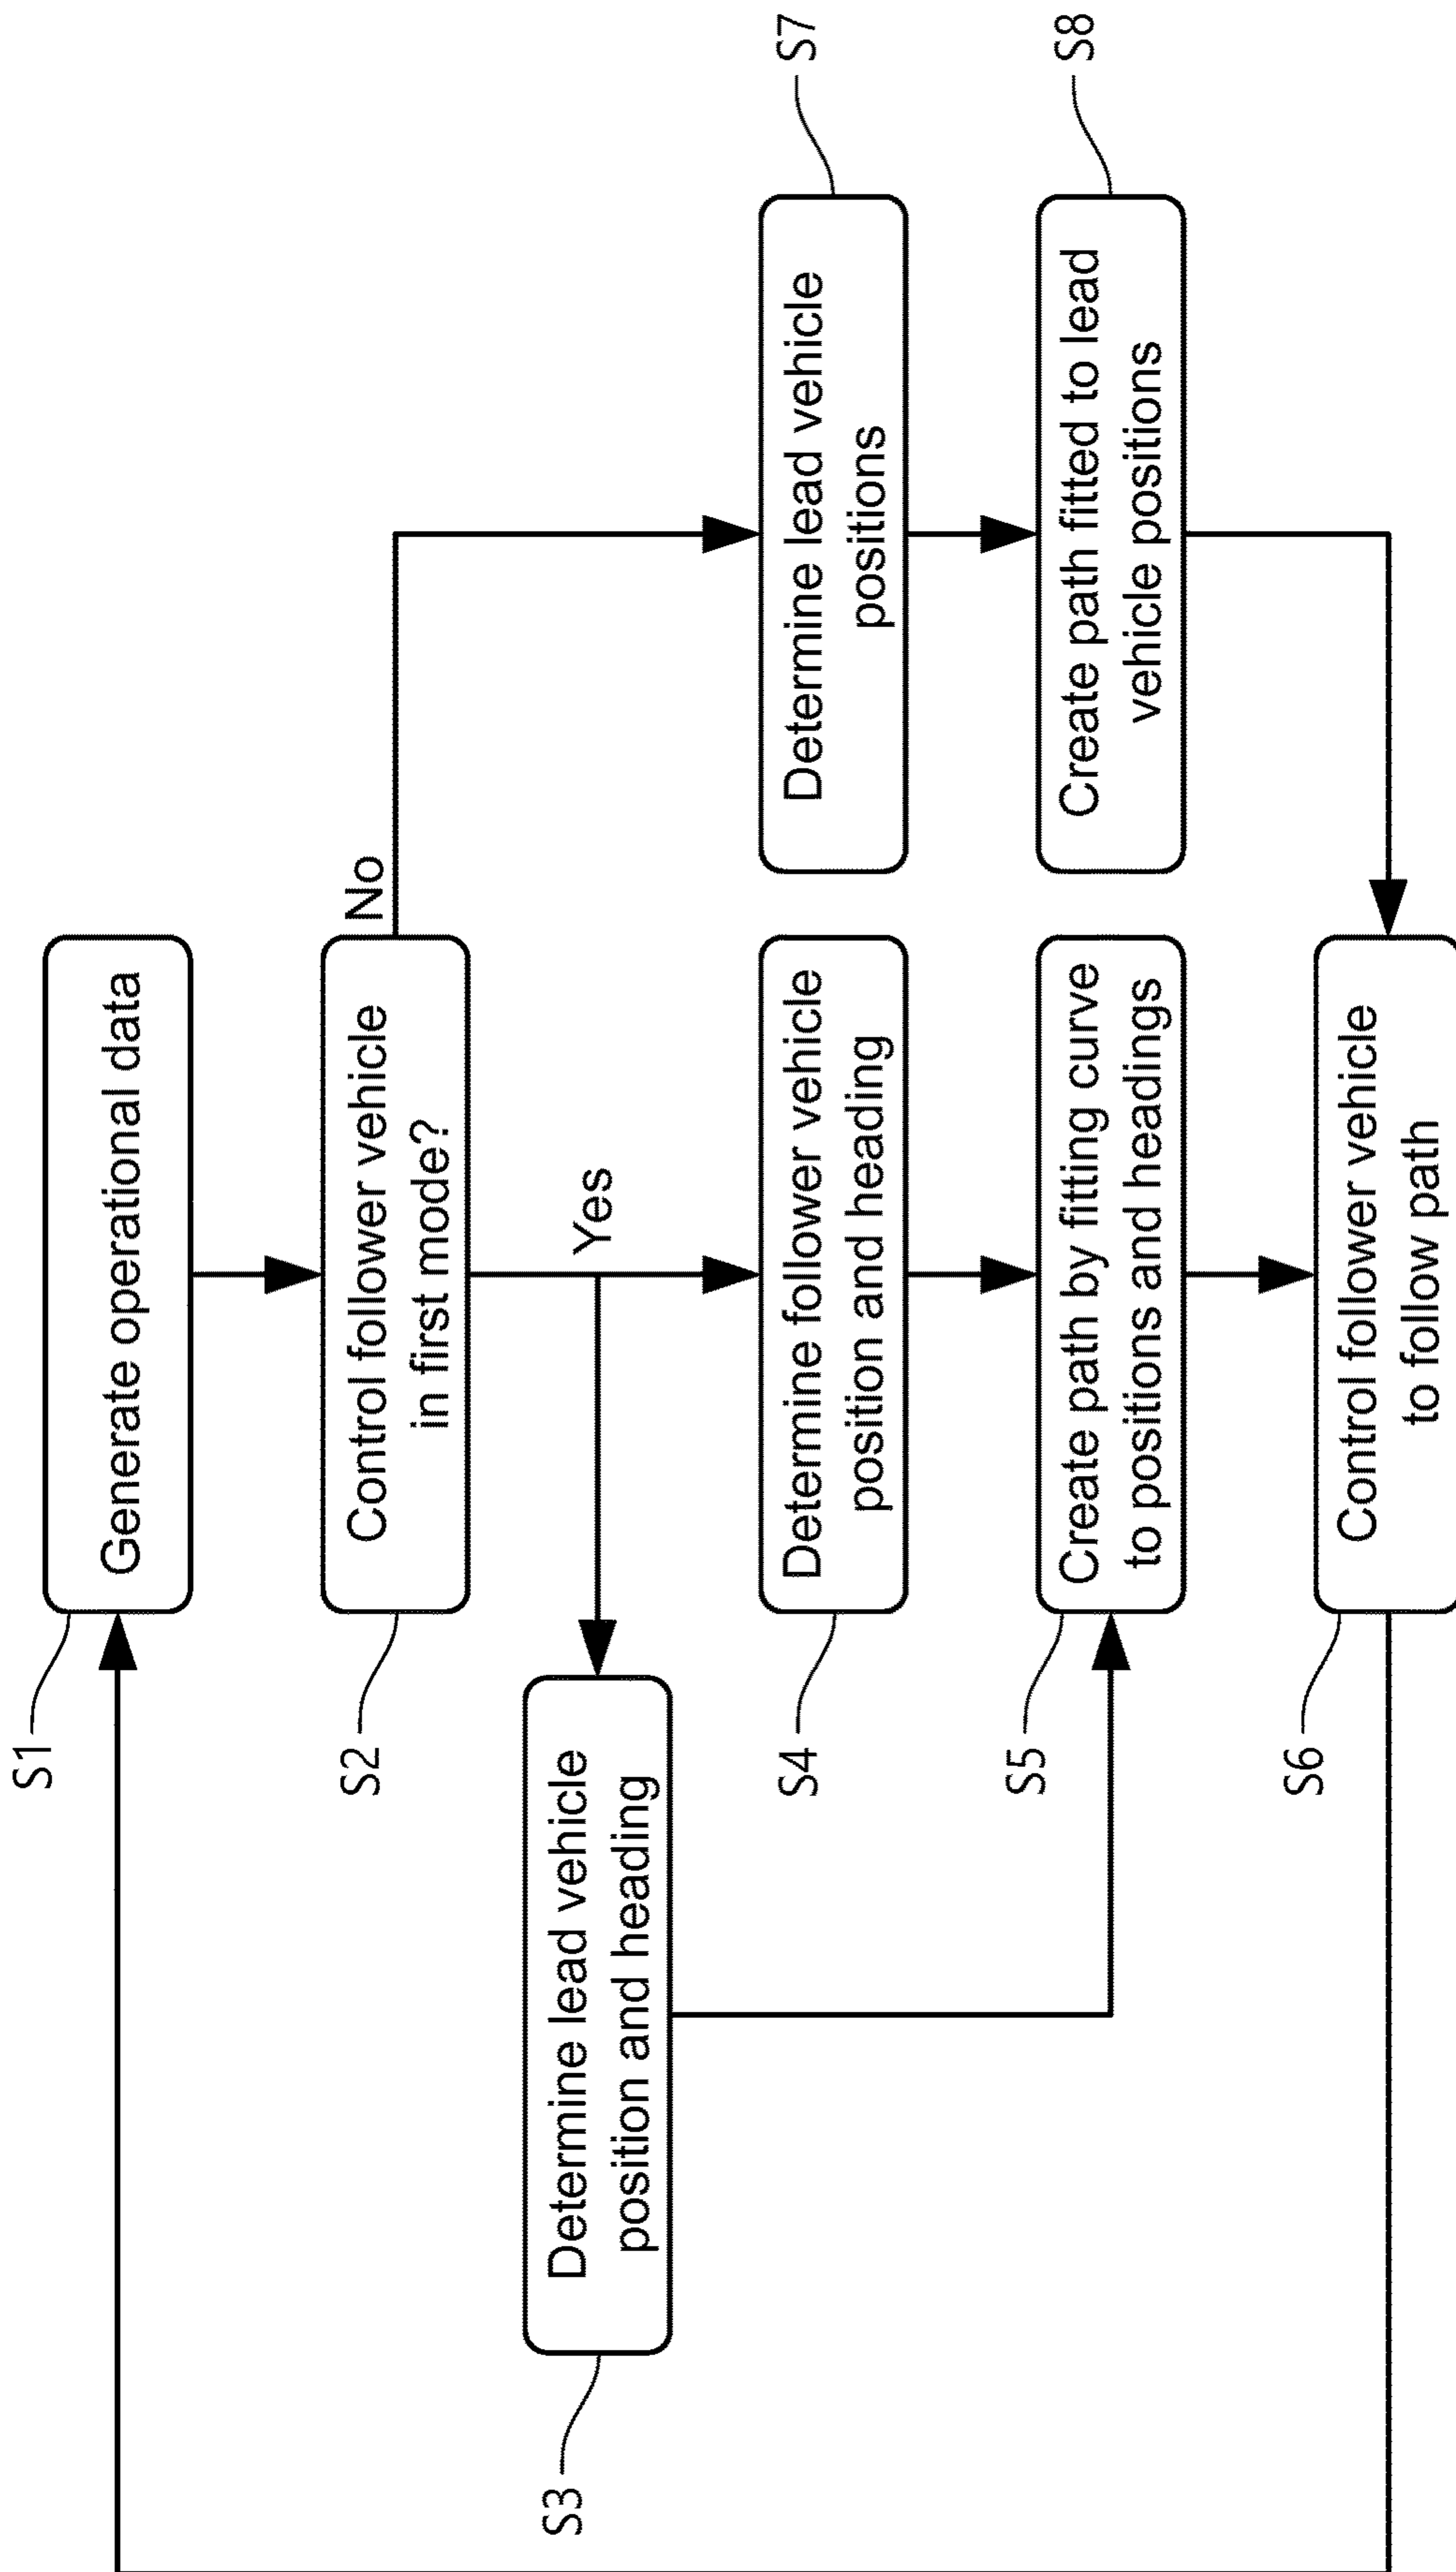 S1
Generate operational data
S2
Control follower vehicle
in first mode?
No
Yes
S3
Determine lead vehicle
position and heading
S4
Determine follower vehicle
position and heading
S7
Determine lead vehicle
positions
S5
Create path by fitting curve
to positions and headings
S8
Create path fitted to lead
vehicle positions
S6
Control follower vehicle
to follow path